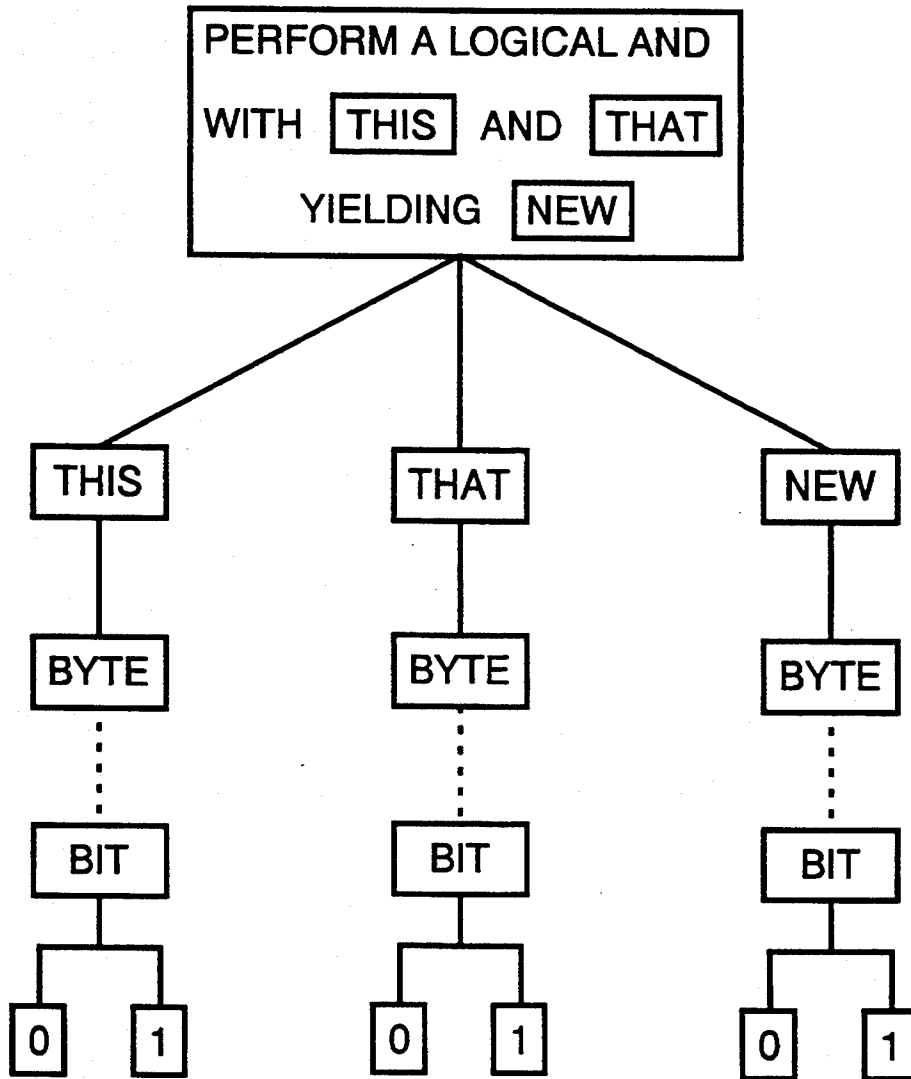 PERFORM A LOGICAL AND
WITH THIS AND THAT
YIELDING NEW
THIS THAT NEW
BYTE BYTE BYTE
BIT BIT BIT
0 1 0 1 0 1